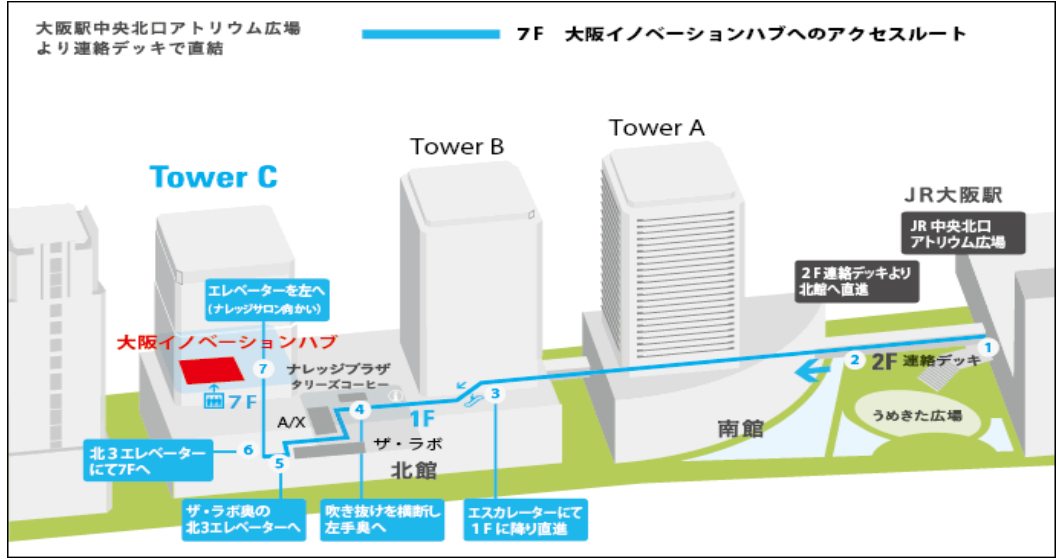 大阪駅中央北口アトリウム広場
より連絡デッキで直結
7F 大阪イノベーションハブへのアクセスルート
Tower A
Tower B
Tower C
JR大阪駅
JR中央北口
アトリウム広場
2F連絡デッキより
北館へ直進
エレベーターを左へ
(ナレッジサロン向かい)
大阪イノベーションハブ
7
7F
ナレッジプラザ
タリーズコーヒー
A/X
4
1F
3
2
2F 連絡デッキ
1
うめきた広場
南館
ザ・ラボ
北館
北3エレベーター
にて7Fへ
6
5
ザ・ラボ奥の
北3エレベーターへ
吹き抜けを横断し
左手奥へ
エスカレーターにて
1Fに降り直進